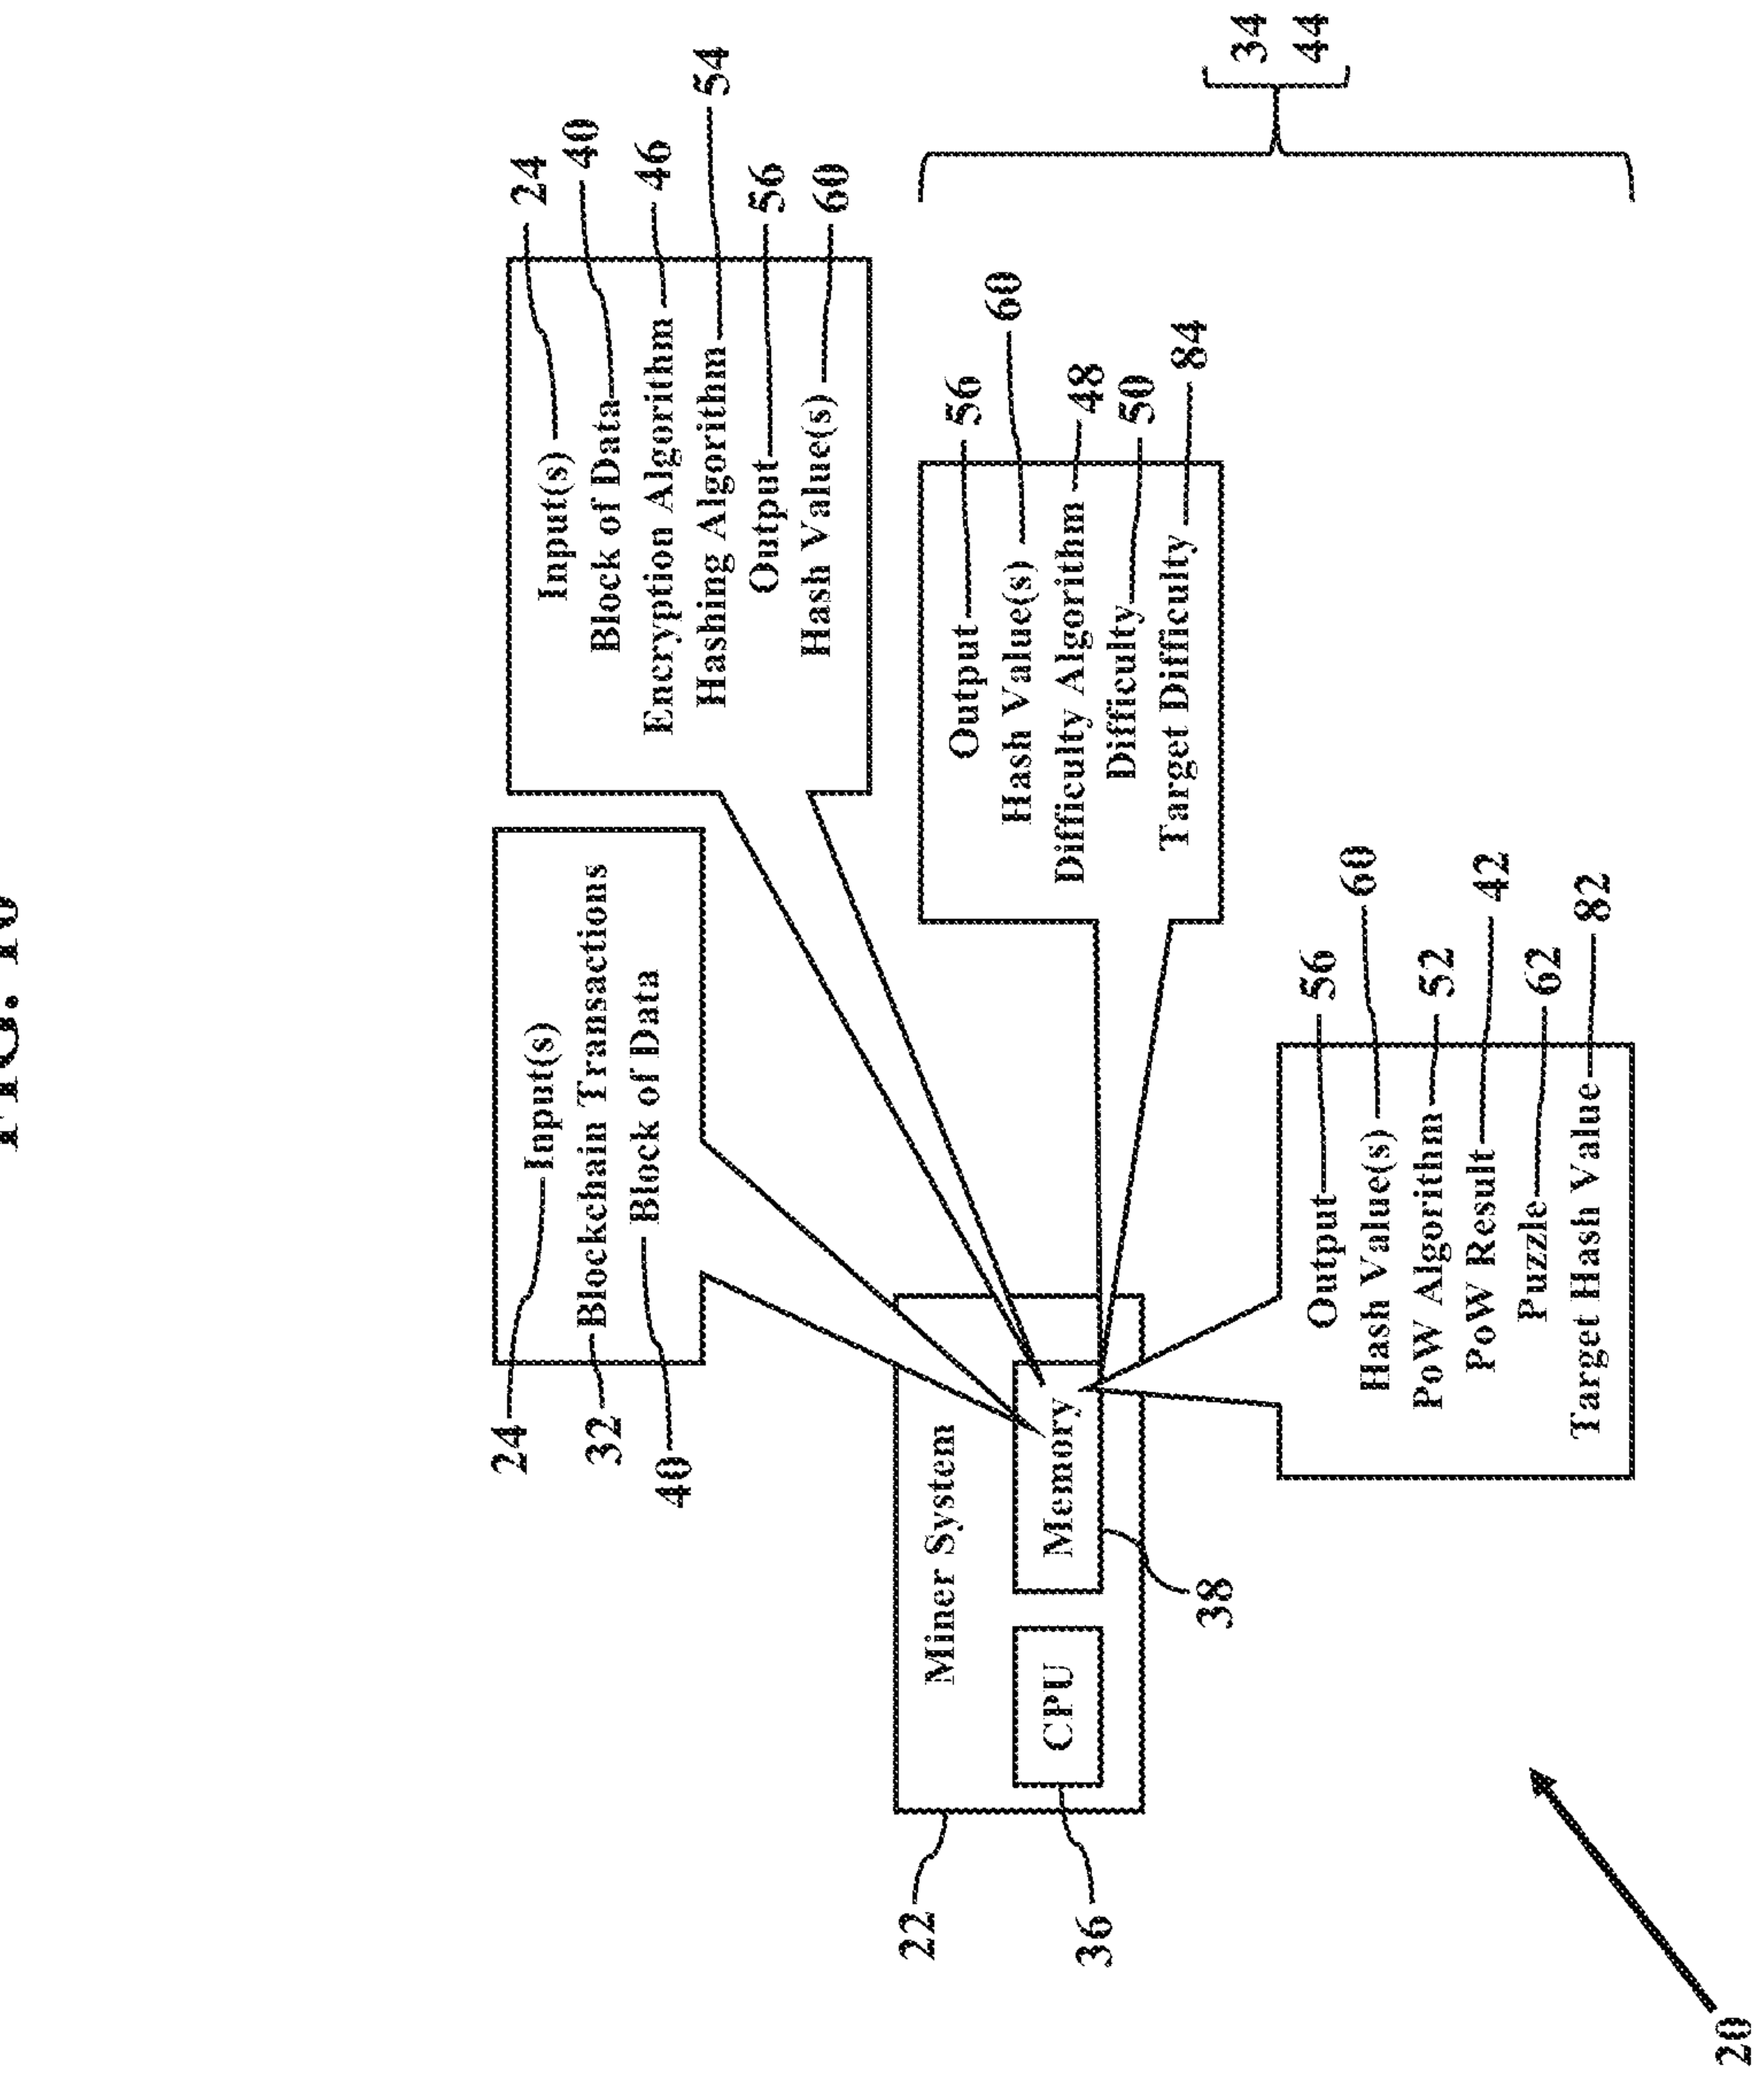 24 Input(s)
32 Blockchain Transactions
40 Block of Data
Input(s) 24
Block of Data 40
Encryption Algorithm 46
Hashing Algorithm 54
Output 56
Hash Value(s) 60
22
Miner System
36
CPU
Memory
38
Output 56
Hash Value(s) 60
Difficulty Algorithm 48
Difficulty 50
Target Difficulty 84
34
44
Output 56
Hash Value(s) 60
PoW Algorithm 52
PoW Result 42
Puzzle 62
Target Hash Value 82
20